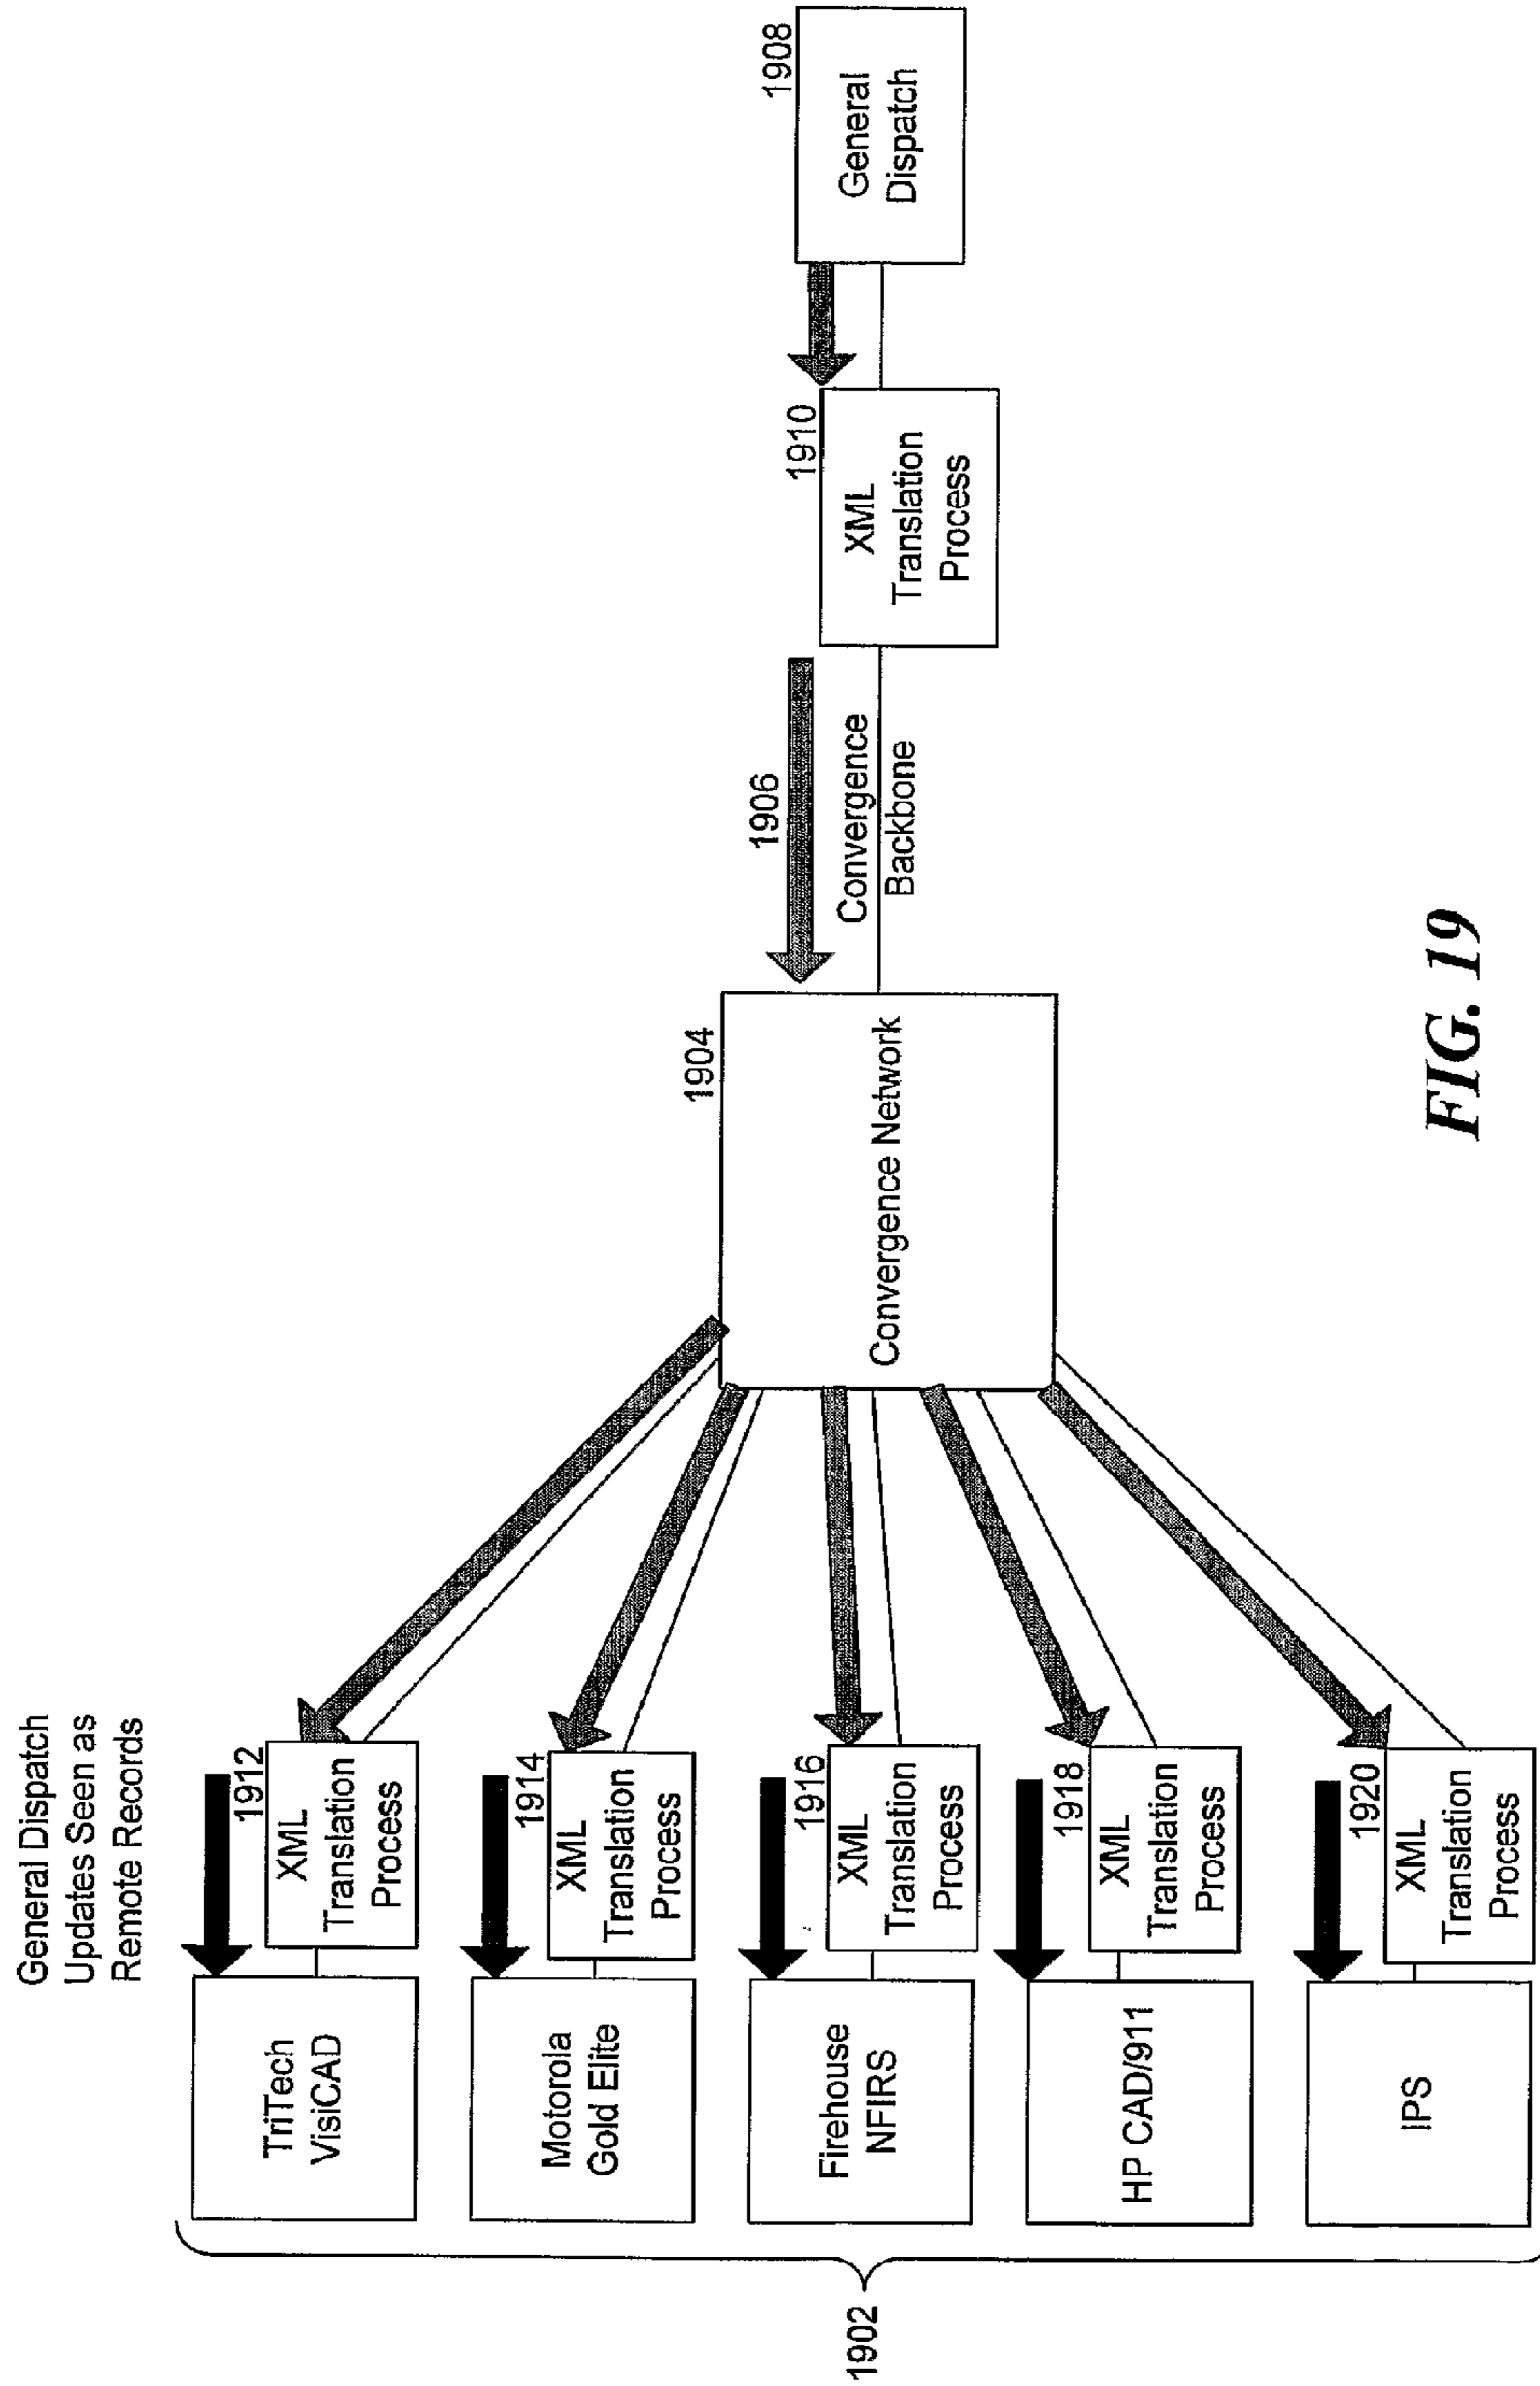 General Dispatch
Updates Seen as
Remote Records
TriTech
VisiCAD
1912
XML
Translation
Process
Motorola
Gold Elite
1914
XML
Translation
Process
Firehouse
NFIRS
1916
XML
Translation
Process
HP CAD/911
1918
XML
Translation
Process
IPS
1920
XML
Translation
Process
1902
1904
Convergence Network
1906
Convergence
Backbone
1910
XML
Translation
Process
1908
General
Dispatch
FIG. 19